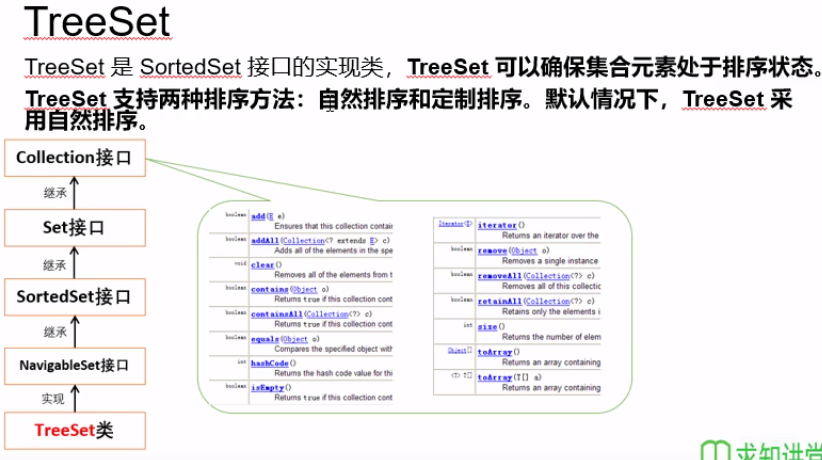 TreeSet
TreeSet 是 SortedSet 接口的实现类，TreeSet 可以确保集合元素处于排序状态。
TreeSet 支持两种排序方法：自然排序和定制排序。默认情况下，TreeSet 采
用自然排序。
Collection接口
继承
Set接口
继承
SortedSet接口
继承
NavigableSet接口
实现
TreeSet类
boolean add(E e)
Ensures that this collection contain
boolean addAll(Collection<? extends E> c)
Adds all of the elements in the spe
void clear()
Removes all of the elements from t
boolean contains(Object o)
Returns true if this collection cont
boolean containsAll(Collection<?> c)
Returns true if this collection cont
boolean equals(Object o)
Compares the specified object with
int hashCode()
Returns the hash code value for thi
boolean isEmpty()
Returns true if this collection cont
Iterator<E> iterator()
Returns an iterator over the
boolean remove(Object o)
Removes a single instance
boolean removeAll(Collection<?> c)
Removes all of this collectic
boolean retainAll(Collection<?> c)
Retains only the elements i
int size()
Returns the number of elem
Object[] toArray()
Returns an array containing
<T> T[] toArray(T[] a)
Returns an array containing
求知讲堂